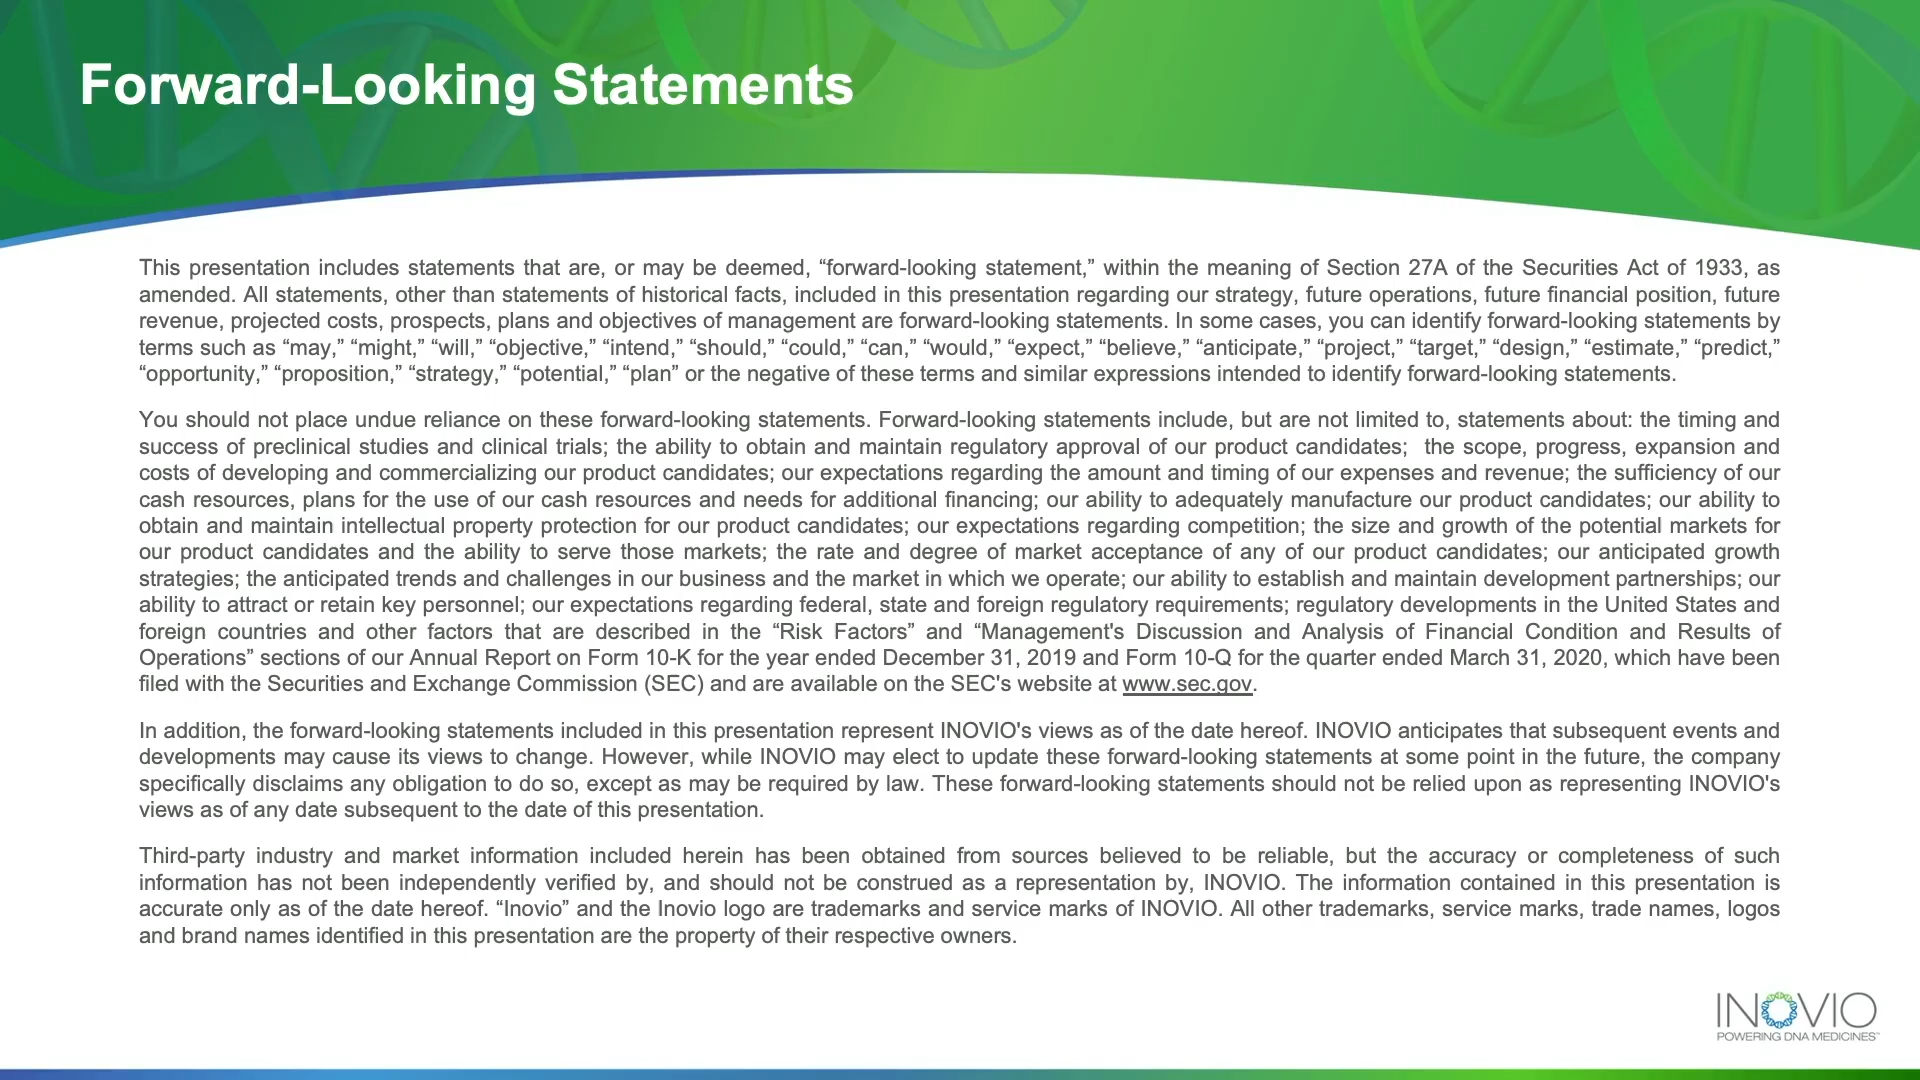 Forward-Looking Statements
This presentation includes statements that are, or may be deemed, “forward-looking statement,” within the meaning of Section 27A of the Securities Act of 1933, as
amended. All statements, other than statements of historical facts, included in this presentation regarding our strategy, future operations, future financial position, future
revenue, projected costs, prospects, plans and objectives of management are forward-looking statements. In some cases, you can identify forward-looking statements by
terms such as “may,” “might,” “will,” “objective,” “intend,” “should,” “could,” “can,” “would,” “expect,” “believe,” “anticipate,” “project,” “target,” “design,” “estimate,” “predict,”
“opportunity,” “proposition,” “strategy,” “potential,” “plan” or the negative of these terms and similar expressions intended to identify forward-looking statements.
You should not place undue reliance on these forward-looking statements. Forward-looking statements include, but are not limited to, statements about: the timing and
success of preclinical studies and clinical trials; the ability to obtain and maintain regulatory approval of our product candidates; the scope, progress, expansion and
costs of developing and commercializing our product candidates; our expectations regarding the amount and timing of our expenses and revenue; the sufficiency of our
cash resources, plans for the use of our cash resources and needs for additional financing; our ability to adequately manufacture our product candidates; our ability to
obtain and maintain intellectual property protection for our product candidates; our expectations regarding competition; the size and growth of the potential markets for
our product candidates and the ability to serve those markets; the rate and degree of market acceptance of any of our product candidates; our anticipated growth
strategies; the anticipated trends and challenges in our business and the market in which we operate; our ability to establish and maintain development partnerships; our
ability to attract or retain key personnel; our expectations regarding federal, state and foreign regulatory requirements; regulatory developments in the United States and
foreign countries and other factors that are described in the “Risk Factors” and “Management's Discussion and Analysis of Financial Condition and Results of
Operations” sections of our Annual Report on Form 10-K for the year ended December 31, 2019 and Form 10-Q for the quarter ended March 31, 2020, which have been
filed with the Securities and Exchange Commission (SEC) and are available on the SEC's website at www.sec.gov.
In addition, the forward-looking statements included in this presentation represent INOVIO's views as of the date hereof. INOVIO anticipates that subsequent events and
developments may cause its views to change. However, while INOVIO may elect to update these forward-looking statements at some point in the future, the company
specifically disclaims any obligation to do so, except as may be required by law. These forward-looking statements should not be relied upon as representing INOVIO's
views as of any date subsequent to the date of this presentation.
Third-party industry and market information included herein has been obtained from sources believed to be reliable, but the accuracy or completeness of such
information has not been independently verified by, and should not be construed as a representation by, INOVIO. The information contained in this presentation is
accurate only as of the date hereof. “Inovio” and the Inovio logo are trademarks and service marks of INOVIO. All other trademarks, service marks, trade names, logos
and brand names identified in this presentation are the property of their respective owners.
INOVIO
POWERING DNA MEDICINES™